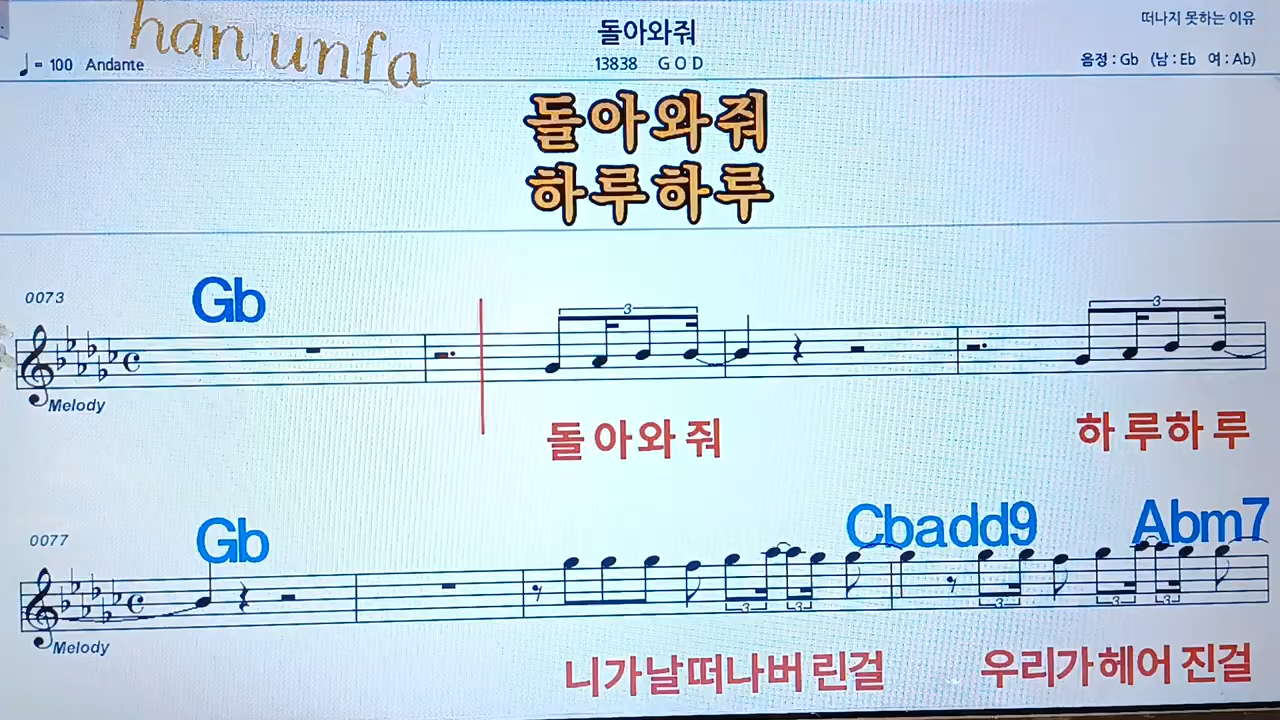 han unfa
돌아와줘
떠나지 못하는 이유
♩ = 100 Andante
13838 G O D
음정 : Gb (남 : Eb 여 : Ab)
돌아와줘
하루하루
0073
Gb
3
3
Melody
돌 아 와 줘
하 루 하 루
0077
Gb
Cbadd9
Abm7
3 3 3 3 3
Melody
니가날떠나버 린걸
우리가헤어 진걸